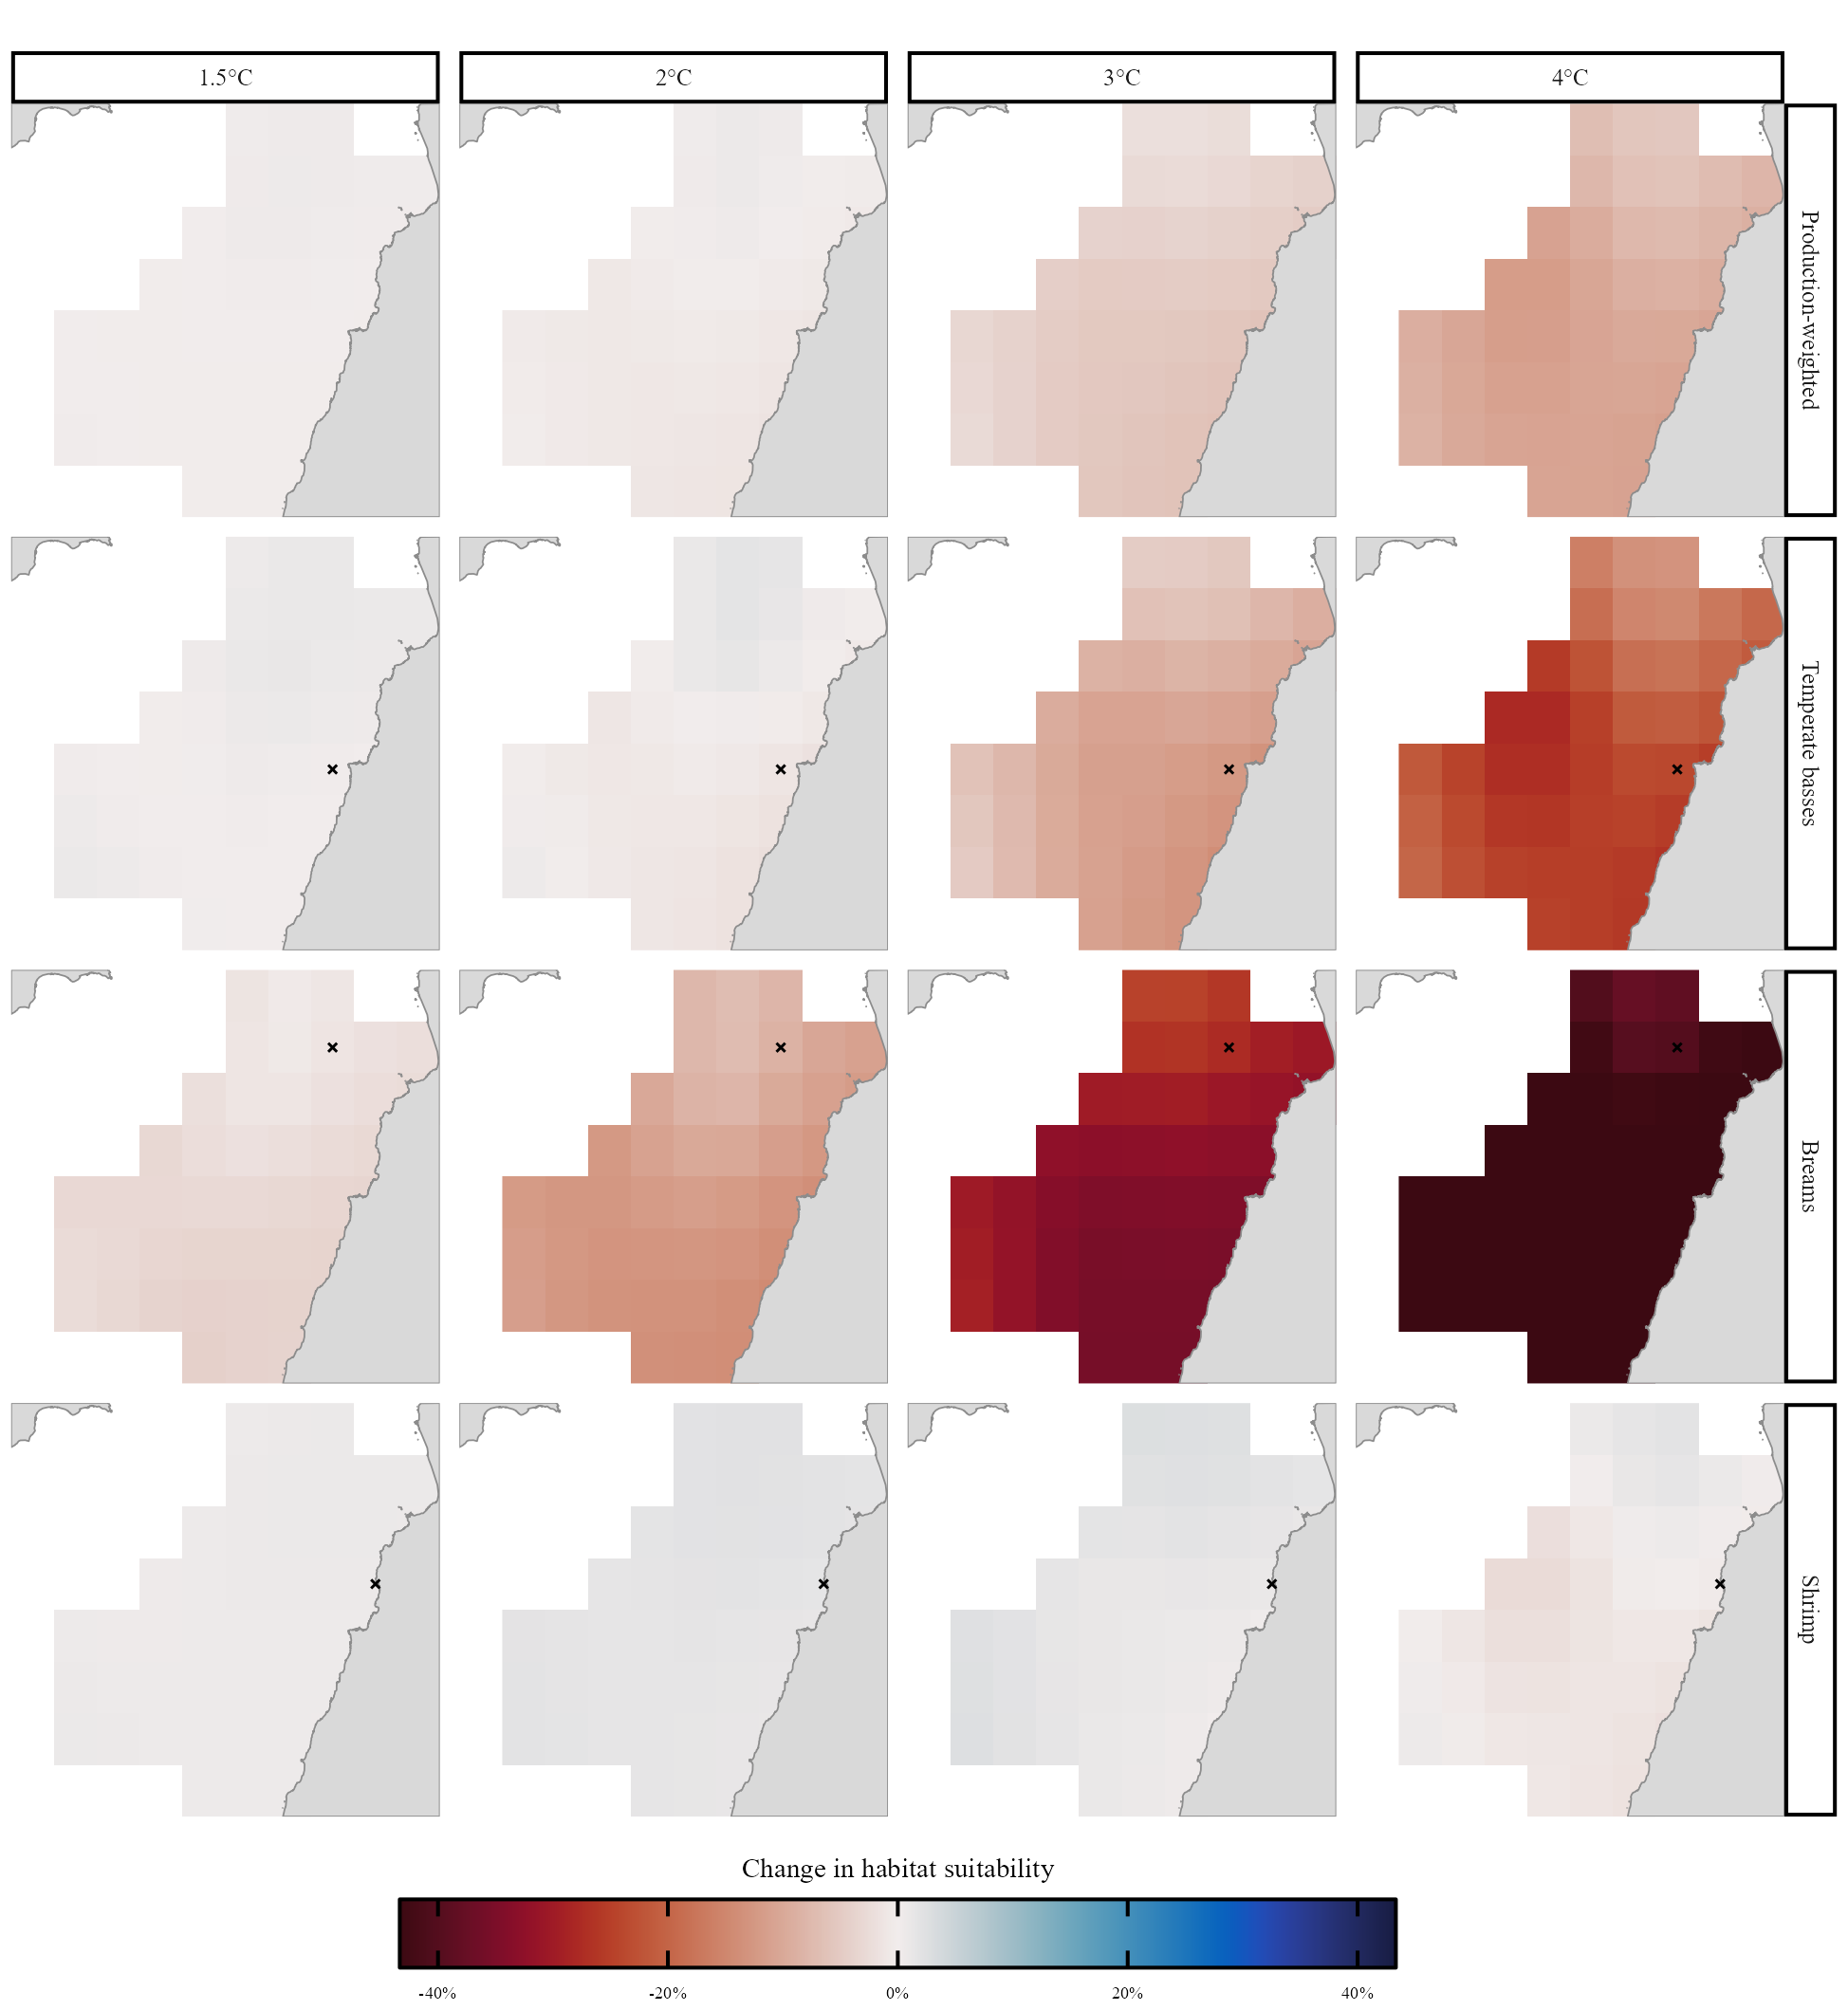 1.5°C
2°C
3°C
4°C
Production-weighted
Temperate basses
Breams
Shrimp
Change in habitat suitability
-40%
-20%
0%
20%
40%